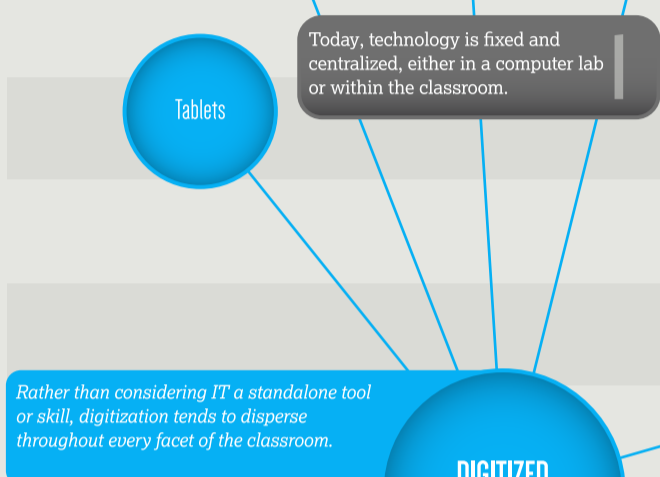 Today, technology is fixed and
centralized, either in a computer lab
or within the classroom.
Tablets
Rather than considering IT a standalone tool
or skill, digitization tends to disperse
throughout every facet of the classroom.
DIGITIZED